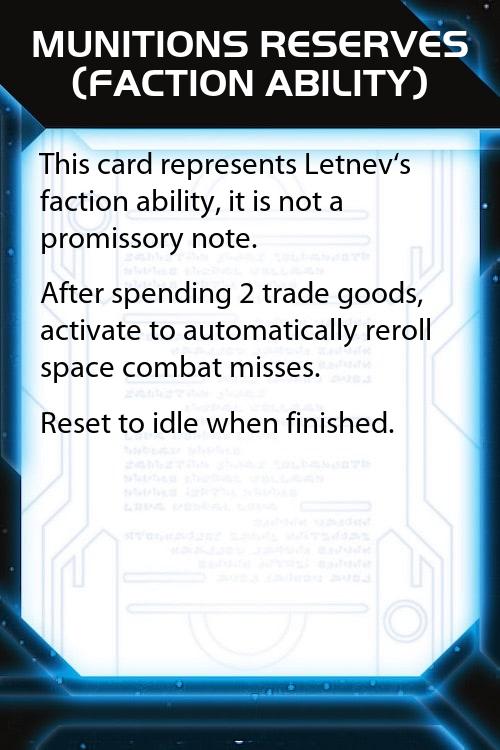 MUNITIONS RESERVES
(FACTION ABILITY)
This card represents Letnev‘s
faction ability, it is not a
promissory note.
After spending 2 trade goods,
activate to automatically reroll
space combat misses.
Reset to idle when finished.